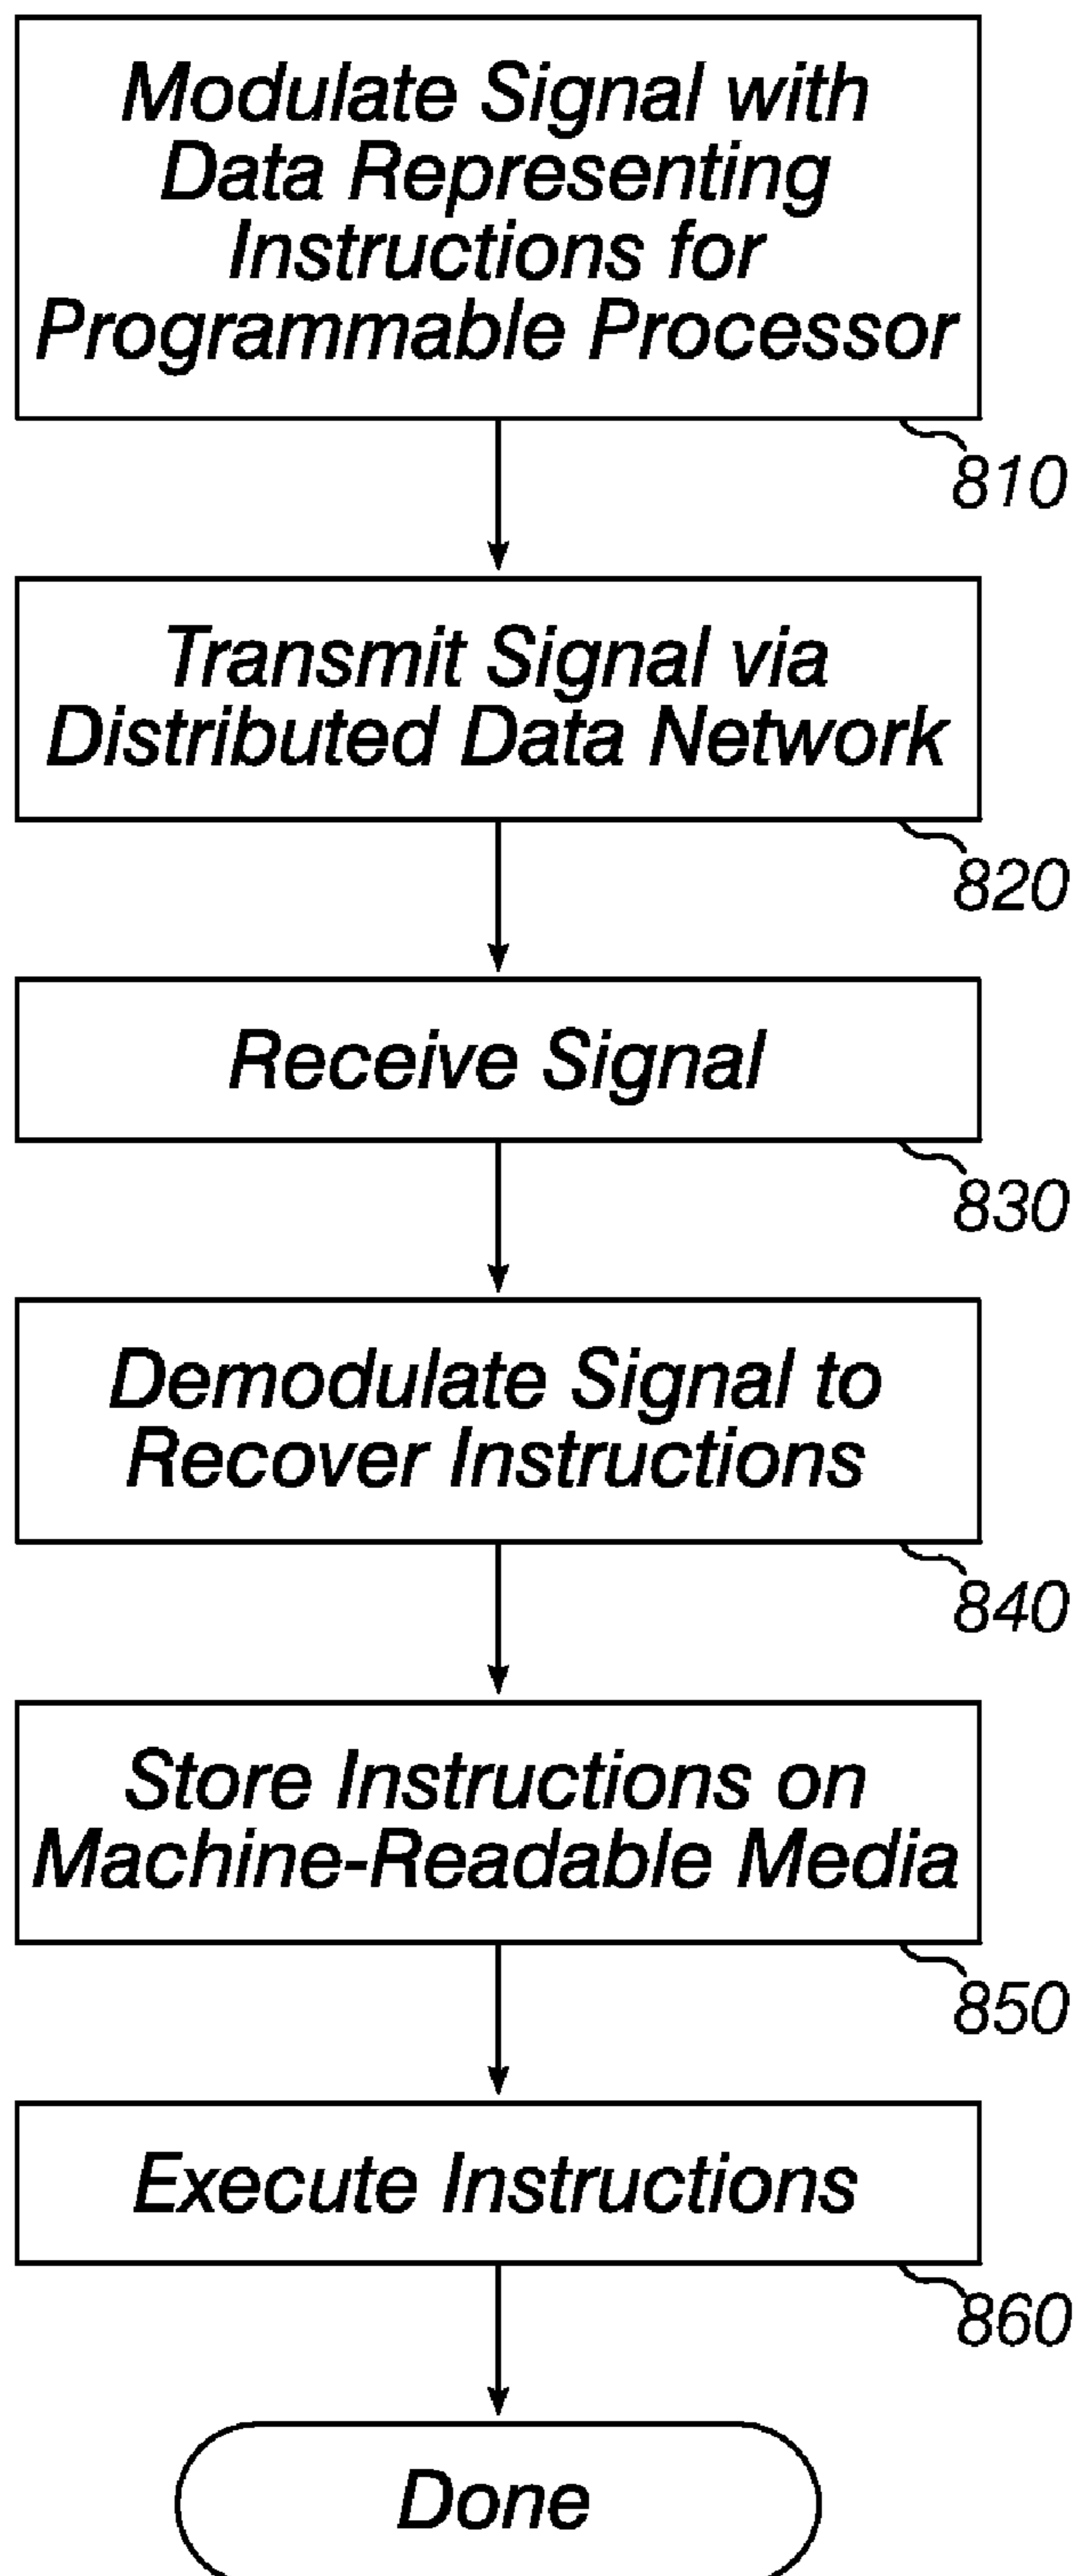 Modulate Signal with
Data Representing
Instructions for
Programmable Processor
810
Transmit Signal via
Distributed Data Network
820
Receive Signal
830
Demodulate Signal to
Recover Instructions
840
Store Instructions on
Machine-Readable Media
850
Execute Instructions
860
Done